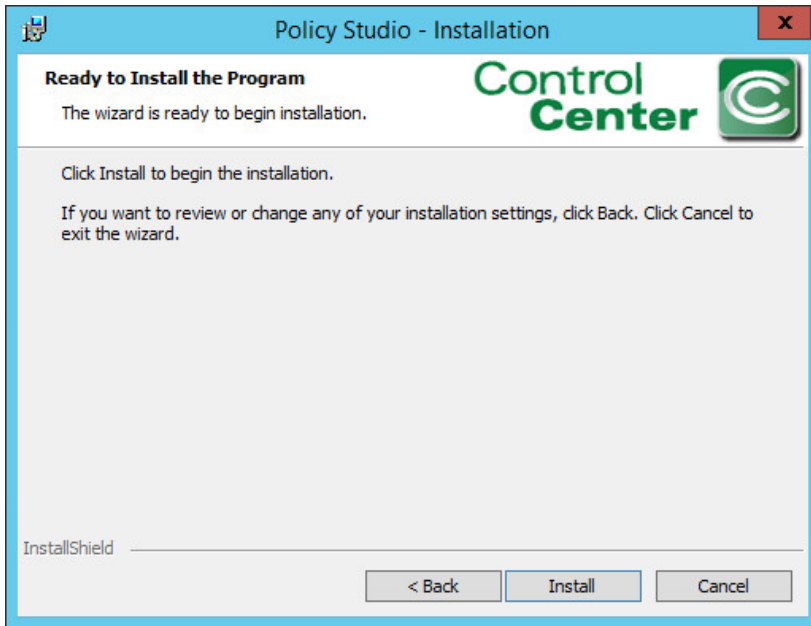 Policy Studio - Installation
x
Ready to Install the Program
The wizard is ready to begin installation.
Control
Center
Click Install to begin the installation.
If you want to review or change any of your installation settings, click Back. Click Cancel to
exit the wizard.
InstallShield
< Back
Install
Cancel